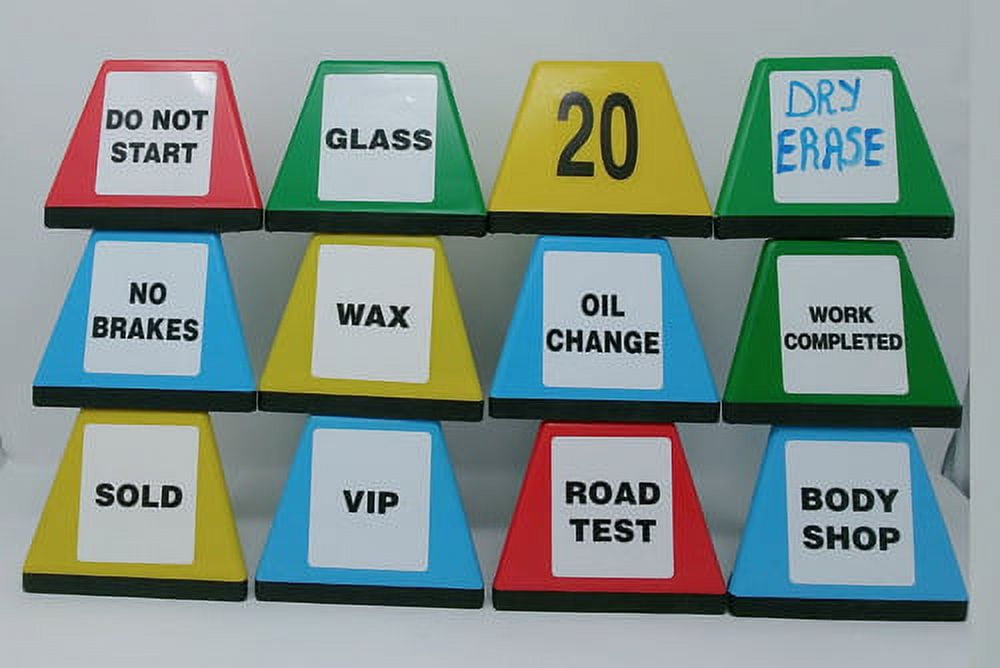 DO NOT
START
GLASS
20
DRY
ERASE
NO
BRAKES
WAX
OIL
CHANGE
WORK
COMPLETED
SOLD
VIP
ROAD
TEST
BODY
SHOP